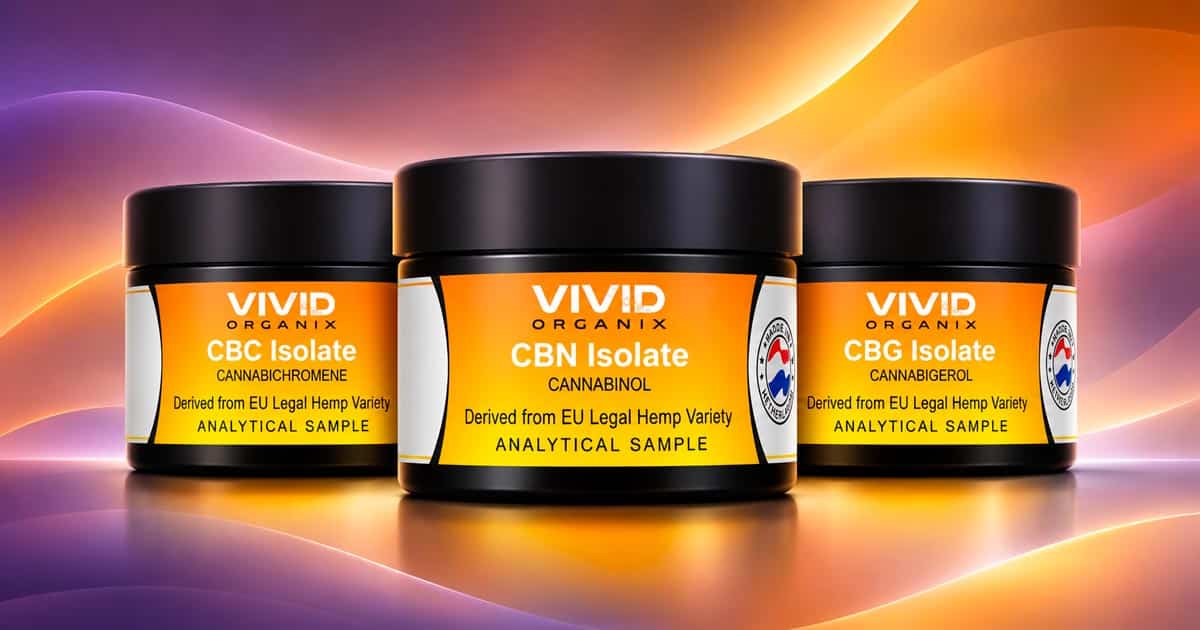 VIVID
ORGANIX
CBC Isolate
CANNABICHROMENE
Derived from EU Legal Hemp Variety
ANALYTICAL SAMPLE
VIVID
ORGANIX
CBN Isolate
CANNABINOL
Derived from EU Legal Hemp Variety
ANALYTICAL SAMPLE
VIVID
ORGANIX
CBG Isolate
CANNABIGEROL
Derived from EU Legal Hemp Variety
ANALYTICAL SAMPLE